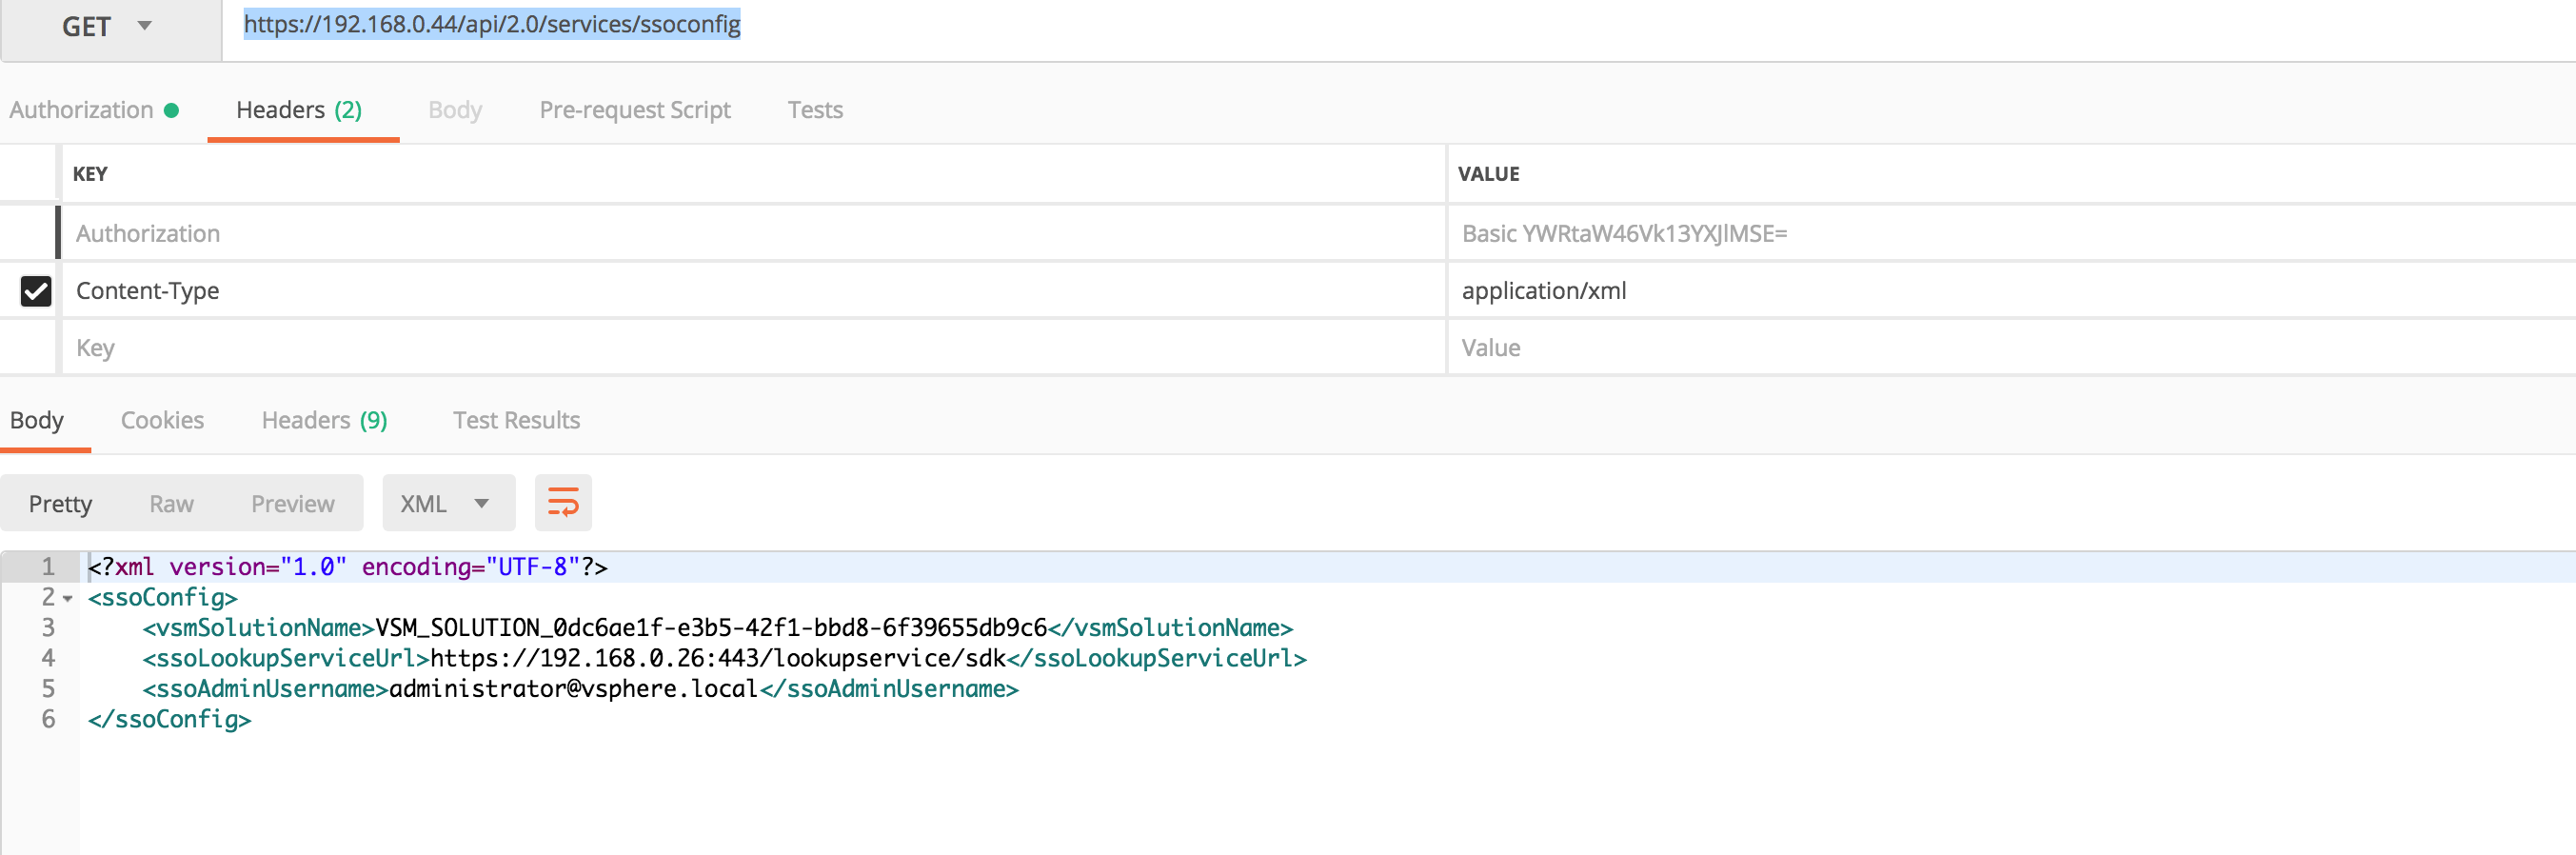 GET https://192.168.0.44/api/2.0/services/ssoconfig
Authorization Headers (2) Body Pre-request Script Tests
KEY VALUE
Authorization Basic YWRtaW46Vk13YXJlMSE=
Content-Type application/xml
Key Value
Body Cookies Headers (9) Test Results
Pretty Raw Preview XML
1 <?xml version="1.0" encoding="UTF-8"?>
2 <ssoConfig>
3 <vsmSolutionName>VSM_SOLUTION_0dc6ae1f-e3b5-42f1-bbd8-6f39655db9c6</vsmSolutionName>
4 <ssoLookupServiceUrl>https://192.168.0.26:443/lookupservice/sdk</ssoLookupServiceUrl>
5 <ssoAdminUsername>administrator@vsphere.local</ssoAdminUsername>
6 </ssoConfig>